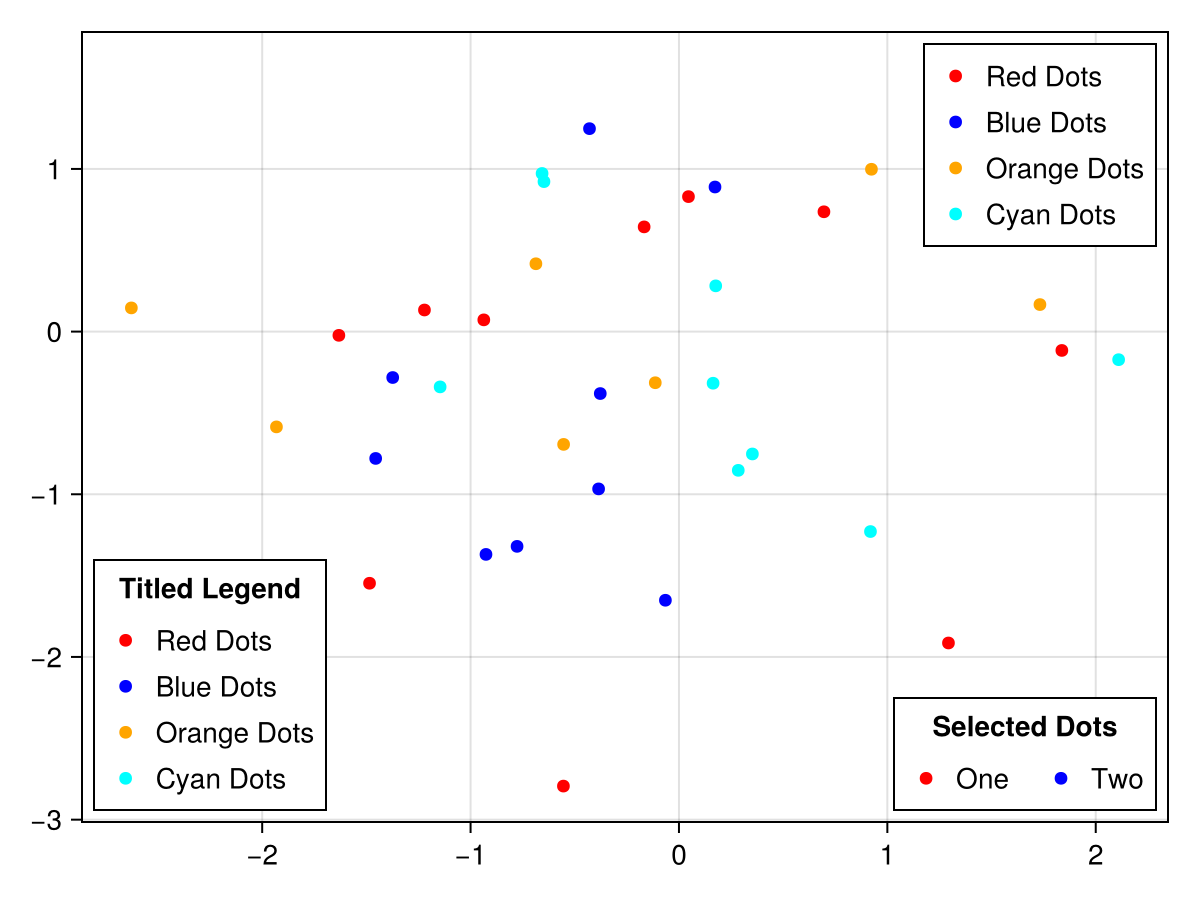 Red Dots
Blue Dots
Orange Dots
Cyan Dots
1
0
−1
−2
−3
Titled Legend
Red Dots
Blue Dots
Orange Dots
Cyan Dots
Selected Dots
One Two
−2 −1 0 1 2